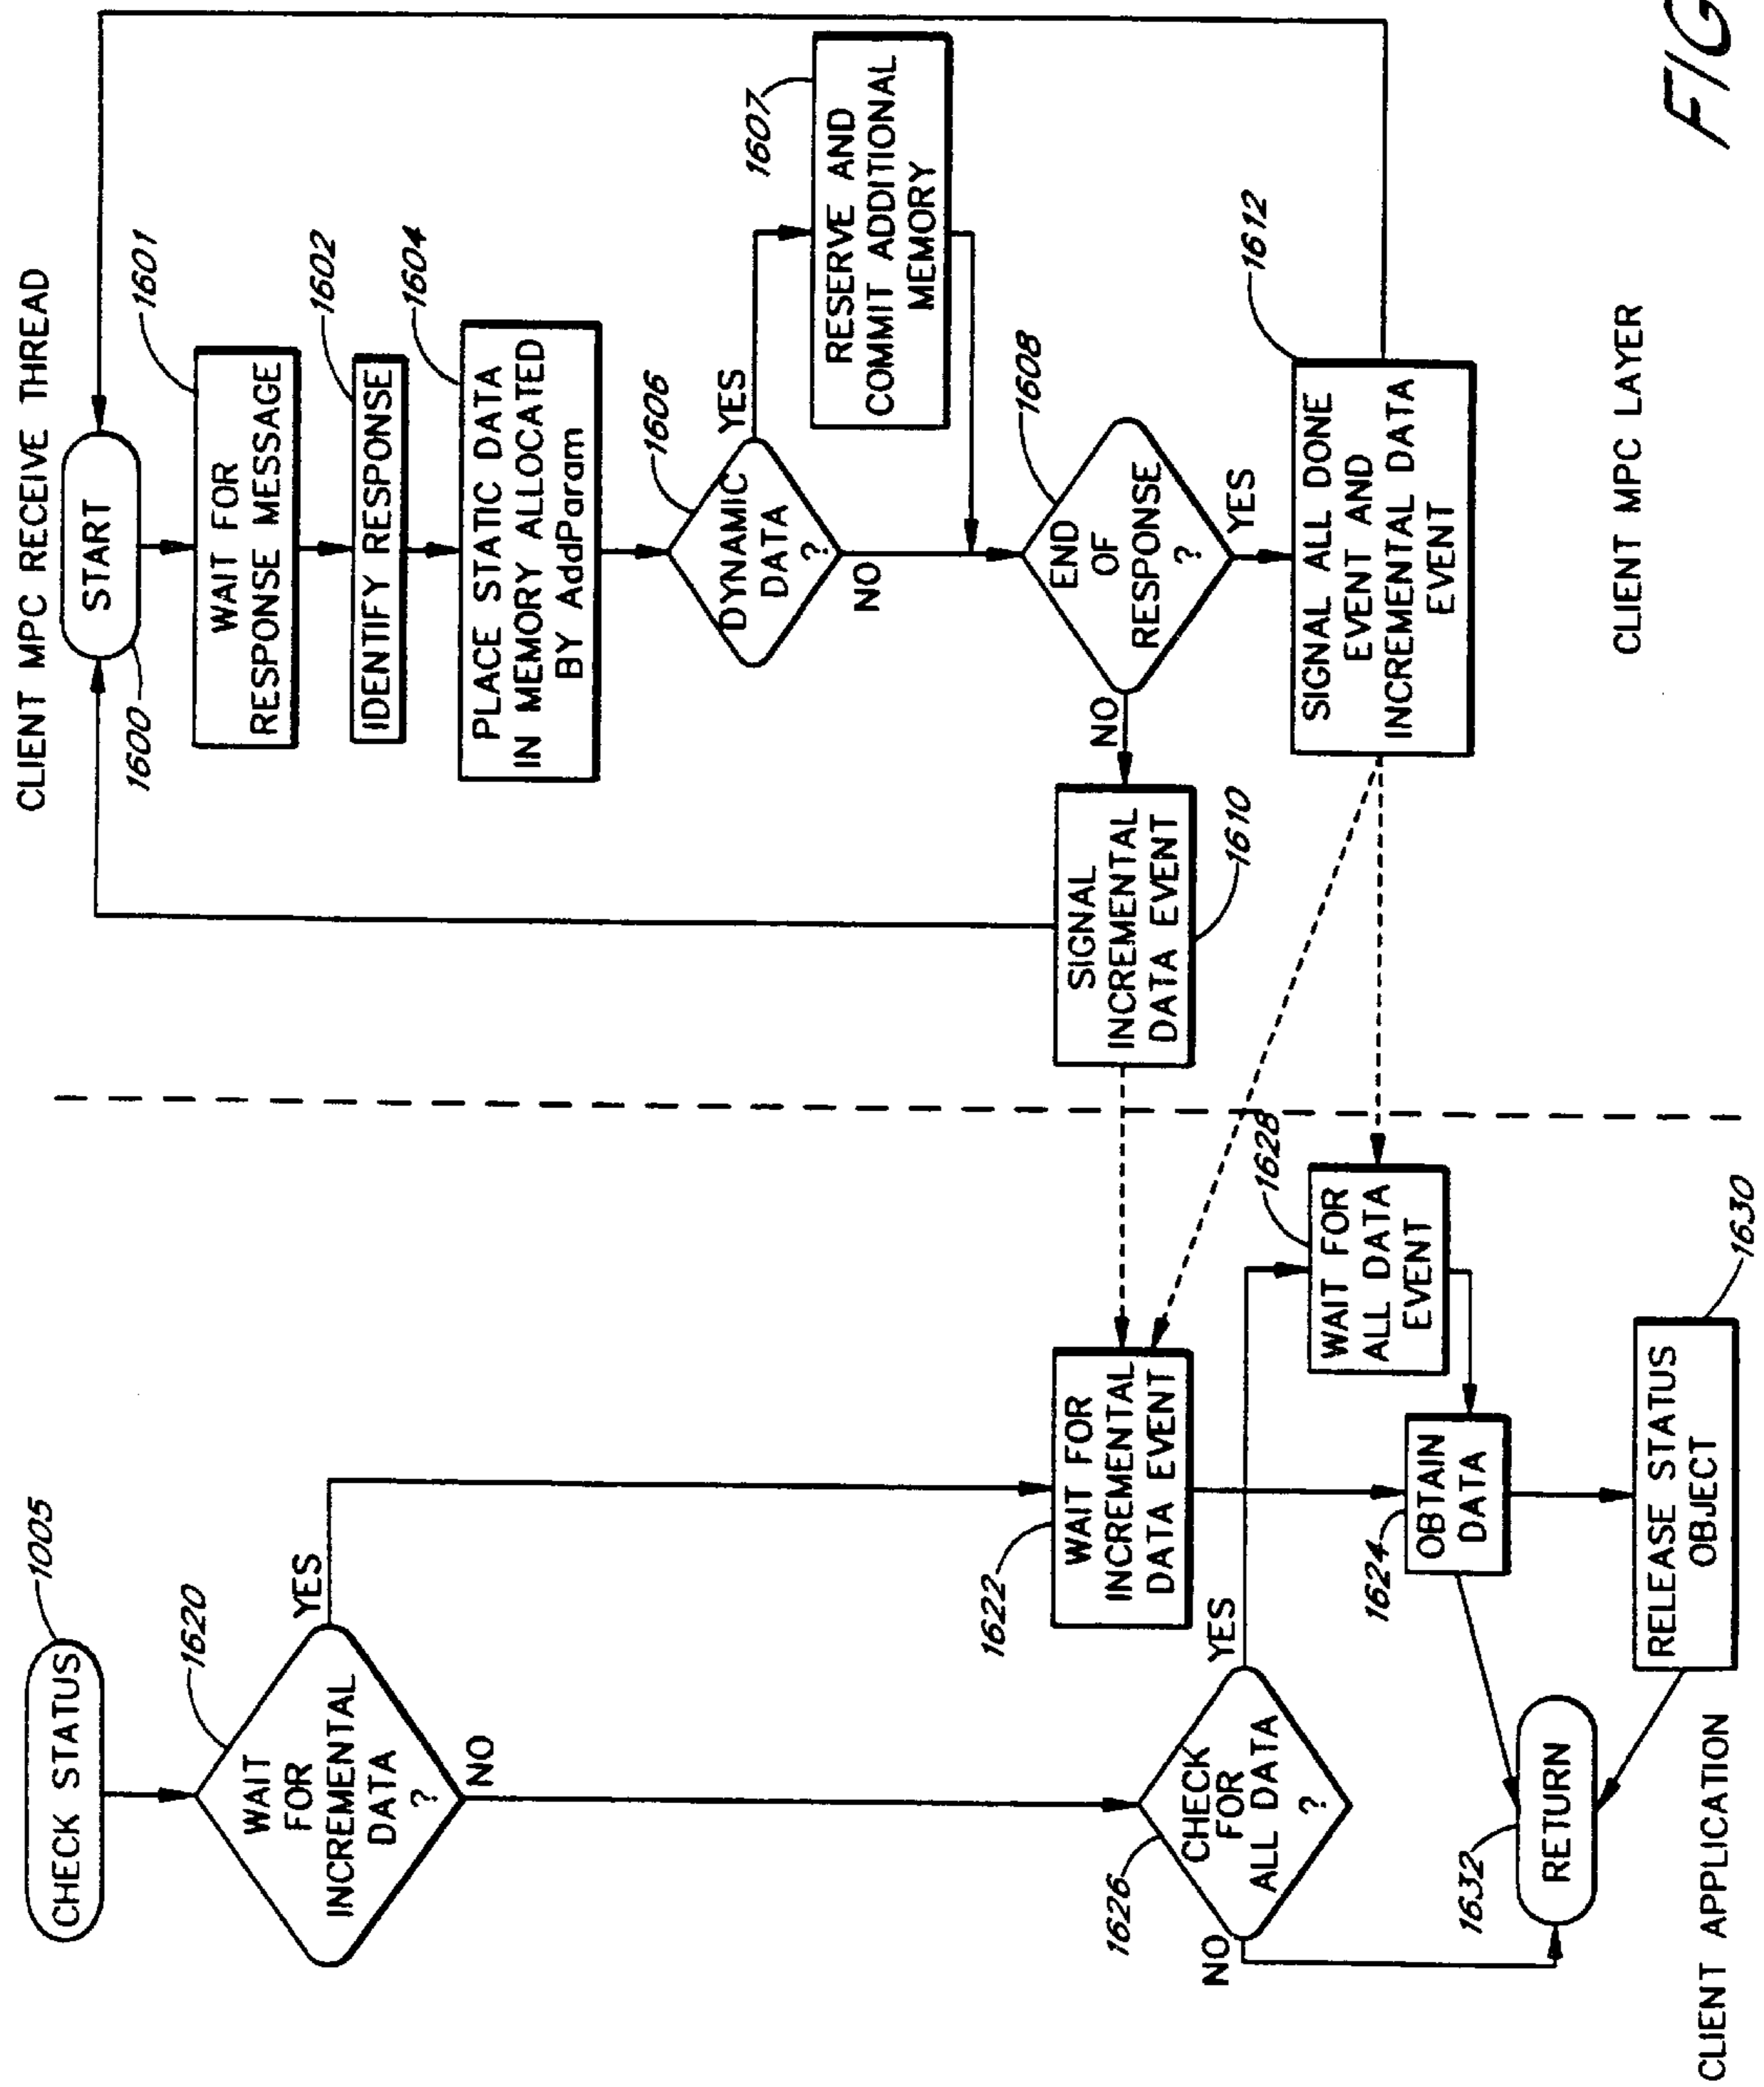 CHECK STATUS
1005
WAIT
FOR
INCREMENTAL
DATA
?
1620
YES
NO
WAIT FOR
INCREMENTAL
DATA EVENT
1622
CHECK
FOR
ALL DATA
?
1626
YES
NO
WAIT FOR
ALL DATA
EVENT
1628
OBTAIN
DATA
1624
RELEASE STATUS
OBJECT
1630
RETURN
1632
CLIENT APPLICATION
CLIENT MPC RECEIVE THREAD
START
1600
WAIT FOR
RESPONSE MESSAGE
1601
IDENTIFY RESPONSE
1602
PLACE STATIC DATA
IN MEMORY ALLOCATED
BY AddParam
1604
DYNAMIC
DATA
?
1606
YES
NO
RESERVE AND
COMMIT ADDITIONAL
MEMORY
1607
END
OF
RESPONSE
?
1608
NO
YES
SIGNAL
INCREMENTAL
DATA EVENT
1610
SIGNAL ALL DONE
EVENT AND
INCREMENTAL DATA
EVENT
1612
CLIENT MPC LAYER
FIG